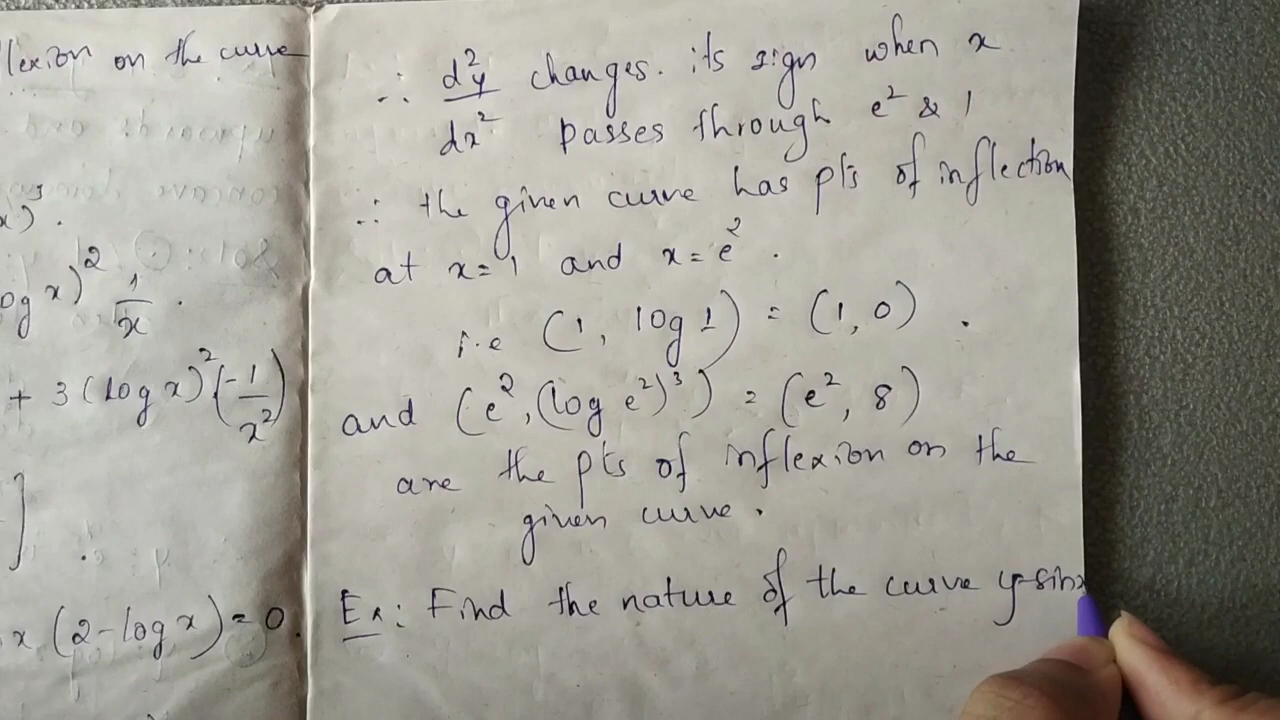 lexion on the curve
x)³.
og x)² 1/x .
+ 3(log x)²(-1/x²)
]
x (2-log x) = 0.
∴ d²y/dx² changes. its sign when x
passes through e² & 1
∴ the given curve has pts of inflection
at x=1 and x=e² .
i.e (1, log 1) = (1, 0) .
and (e², (log e²)³) = (e², 8)
are the pts of inflexion on the
given curve.
Ex: Find the nature of the curve y=sinx